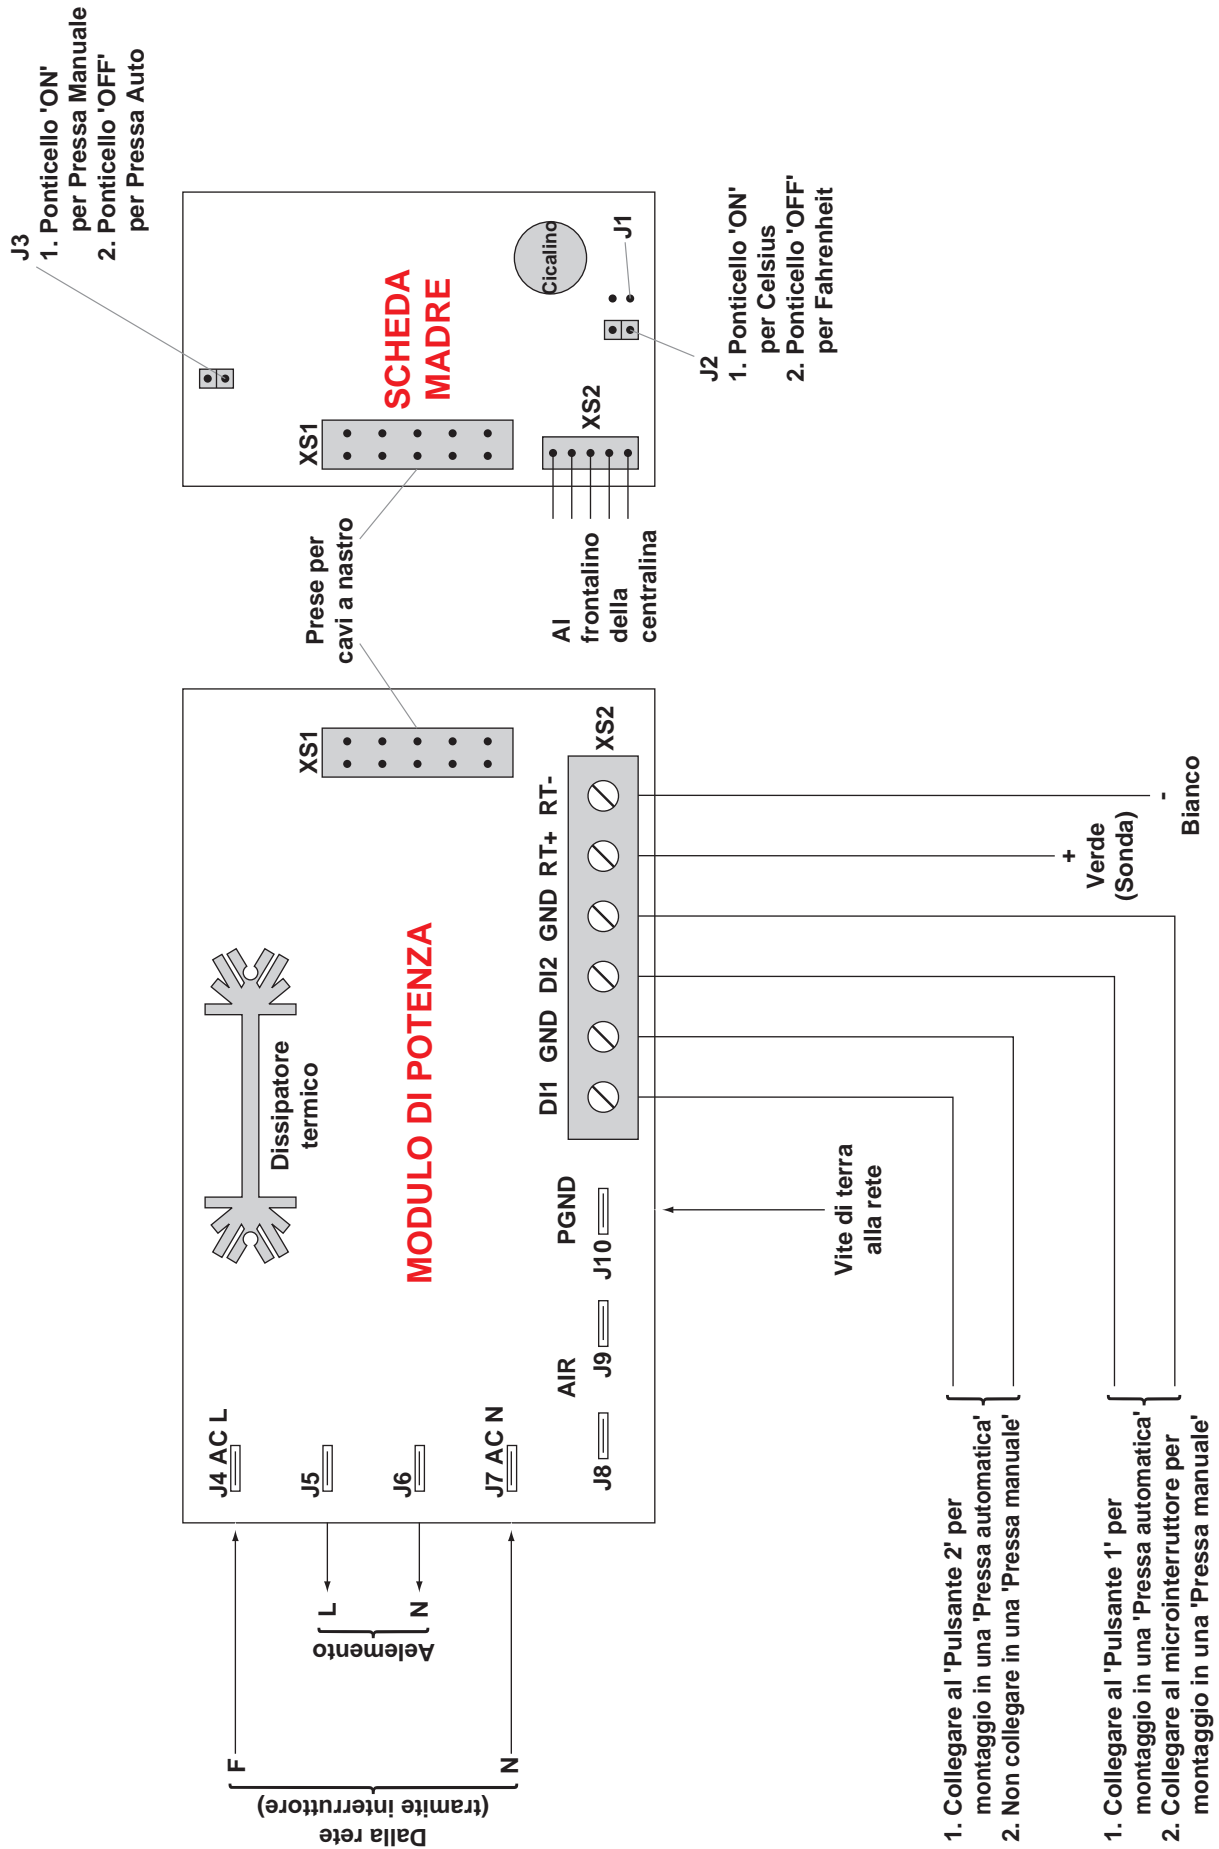 J3
1. Ponticello 'ON'
per Pressa Manuale
2. Ponticello 'OFF'
per Pressa Auto
SCHEDA
MADRE
Cicalino
J1
J2
1. Ponticello 'ON'
per Celsius
2. Ponticello 'OFF'
per Fahrenheit
XS1
XS2
Prese per
cavi a nastro
Al
frontalino
della
centralina
XS1
XS2
MODULO DI POTENZA
Dissipatore
termico
DI1
GND
DI2
GND
RT+
RT-
+
Verde
(Sonda)
-
Bianco
PGND
J10
J9
AIR
J8
Vite di terra
alla rete
J4 AC L
J5
J6
J7 AC N
L
N
Aelemento
F
N
Dalla rete
(tramite interruttore)
1. Collegare al 'Pulsante 2' per
montaggio in una 'Pressa automatica'
2. Non collegare in una 'Pressa manuale'
1. Collegare al 'Pulsante 1' per
montaggio in una 'Pressa automatica'
2. Collegare al microinterruttore per
montaggio in una 'Pressa manuale'